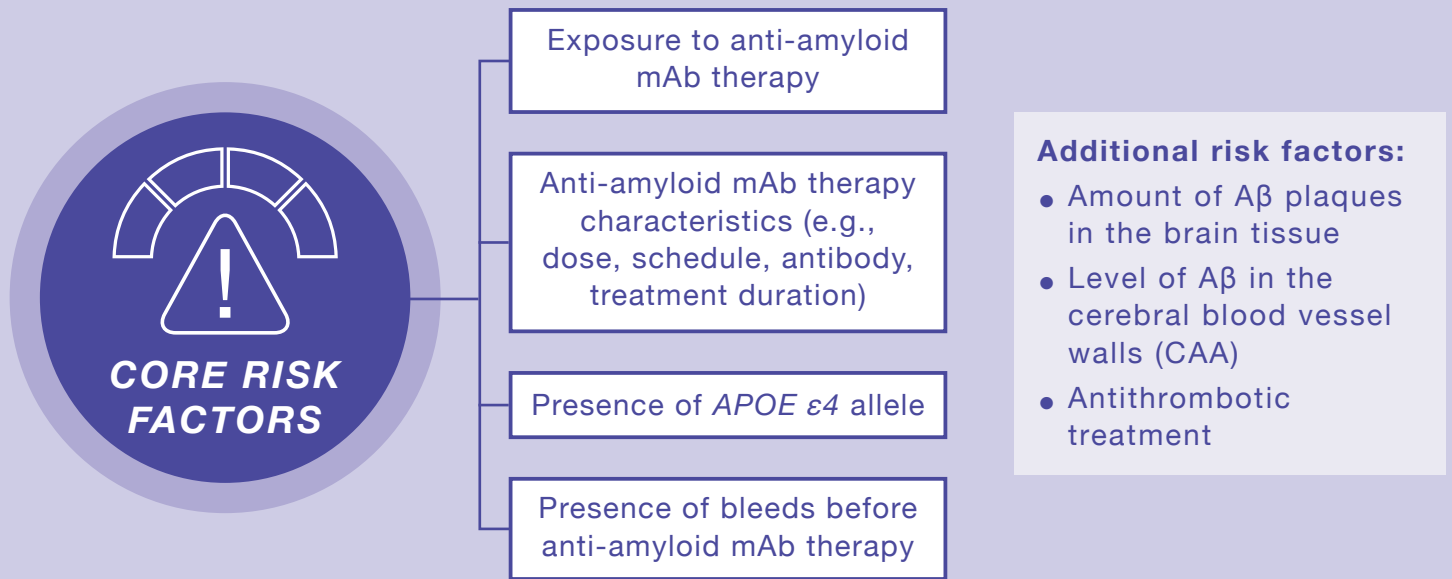 CORE RISK
FACTORS
Exposure to anti-amyloid
mAb therapy
Anti-amyloid mAb therapy
characteristics (e.g.,
dose, schedule, antibody,
treatment duration)
Presence of APOE ε4 allele
Presence of bleeds before
anti-amyloid mAb therapy
Additional risk factors:
• Amount of Aβ plaques
in the brain tissue
• Level of Aβ in the
cerebral blood vessel
walls (CAA)
• Antithrombotic
treatment